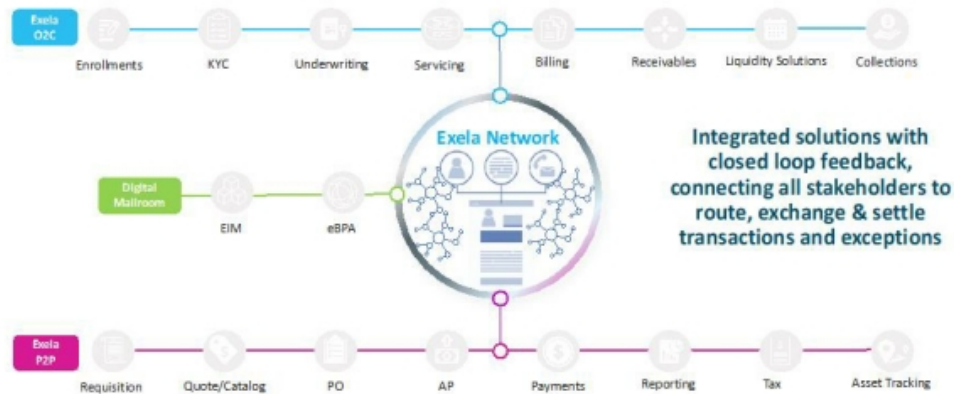 Exela
O2C
Enrollments
KYC
Underwriting
Servicing
Billing
Receivables
Liquidity Solutions
Collections
Exela Network
Integrated solutions with
closed loop feedback,
connecting all stakeholders to
route, exchange & settle
transactions and exceptions
Digital
Mailroom
EIM
eBPA
Exela
P2P
Requisition
Quote/Catalog
PO
AP
Payments
Reporting
Tax
Asset Tracking